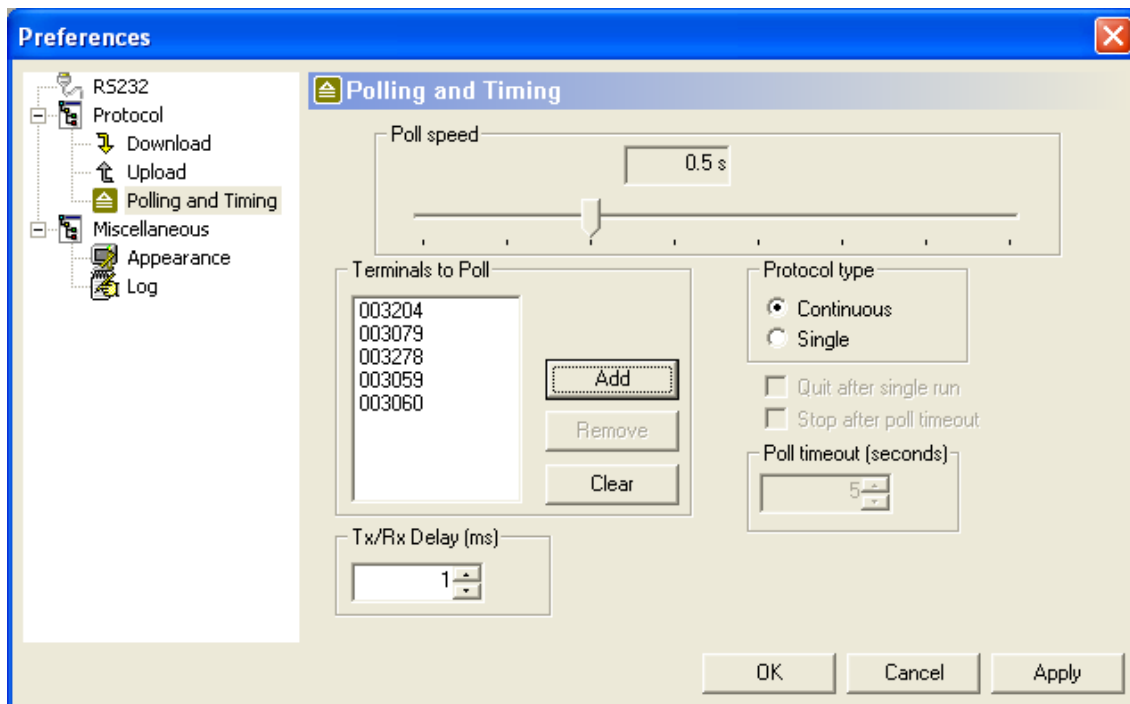 Preferences
RS232
Protocol
Download
Upload
Polling and Timing
Miscellaneous
Appearance
Log
Polling and Timing
Poll speed
0.5 s
Terminals to Poll
003204
003079
003278
003059
003060
Add
Remove
Clear
Protocol type
Continuous
Single
Quit after single run
Stop after poll timeout
Poll timeout (seconds)
5
Tx/Rx Delay (ms)
1
OK
Cancel
Apply